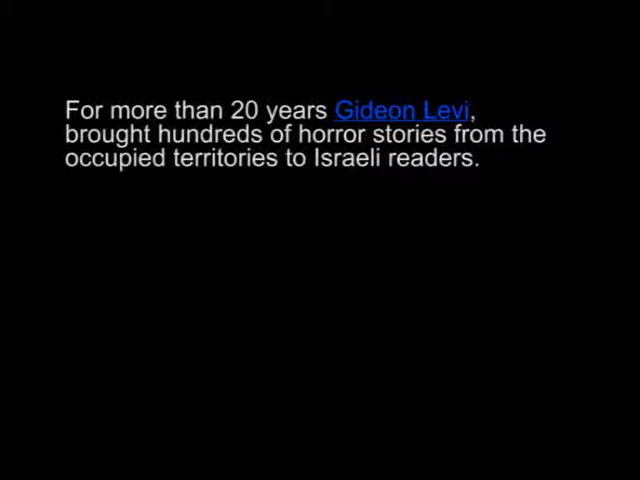 For more than 20 years Gideon Levi,
brought hundreds of horror stories from the
occupied territories to Israeli readers.